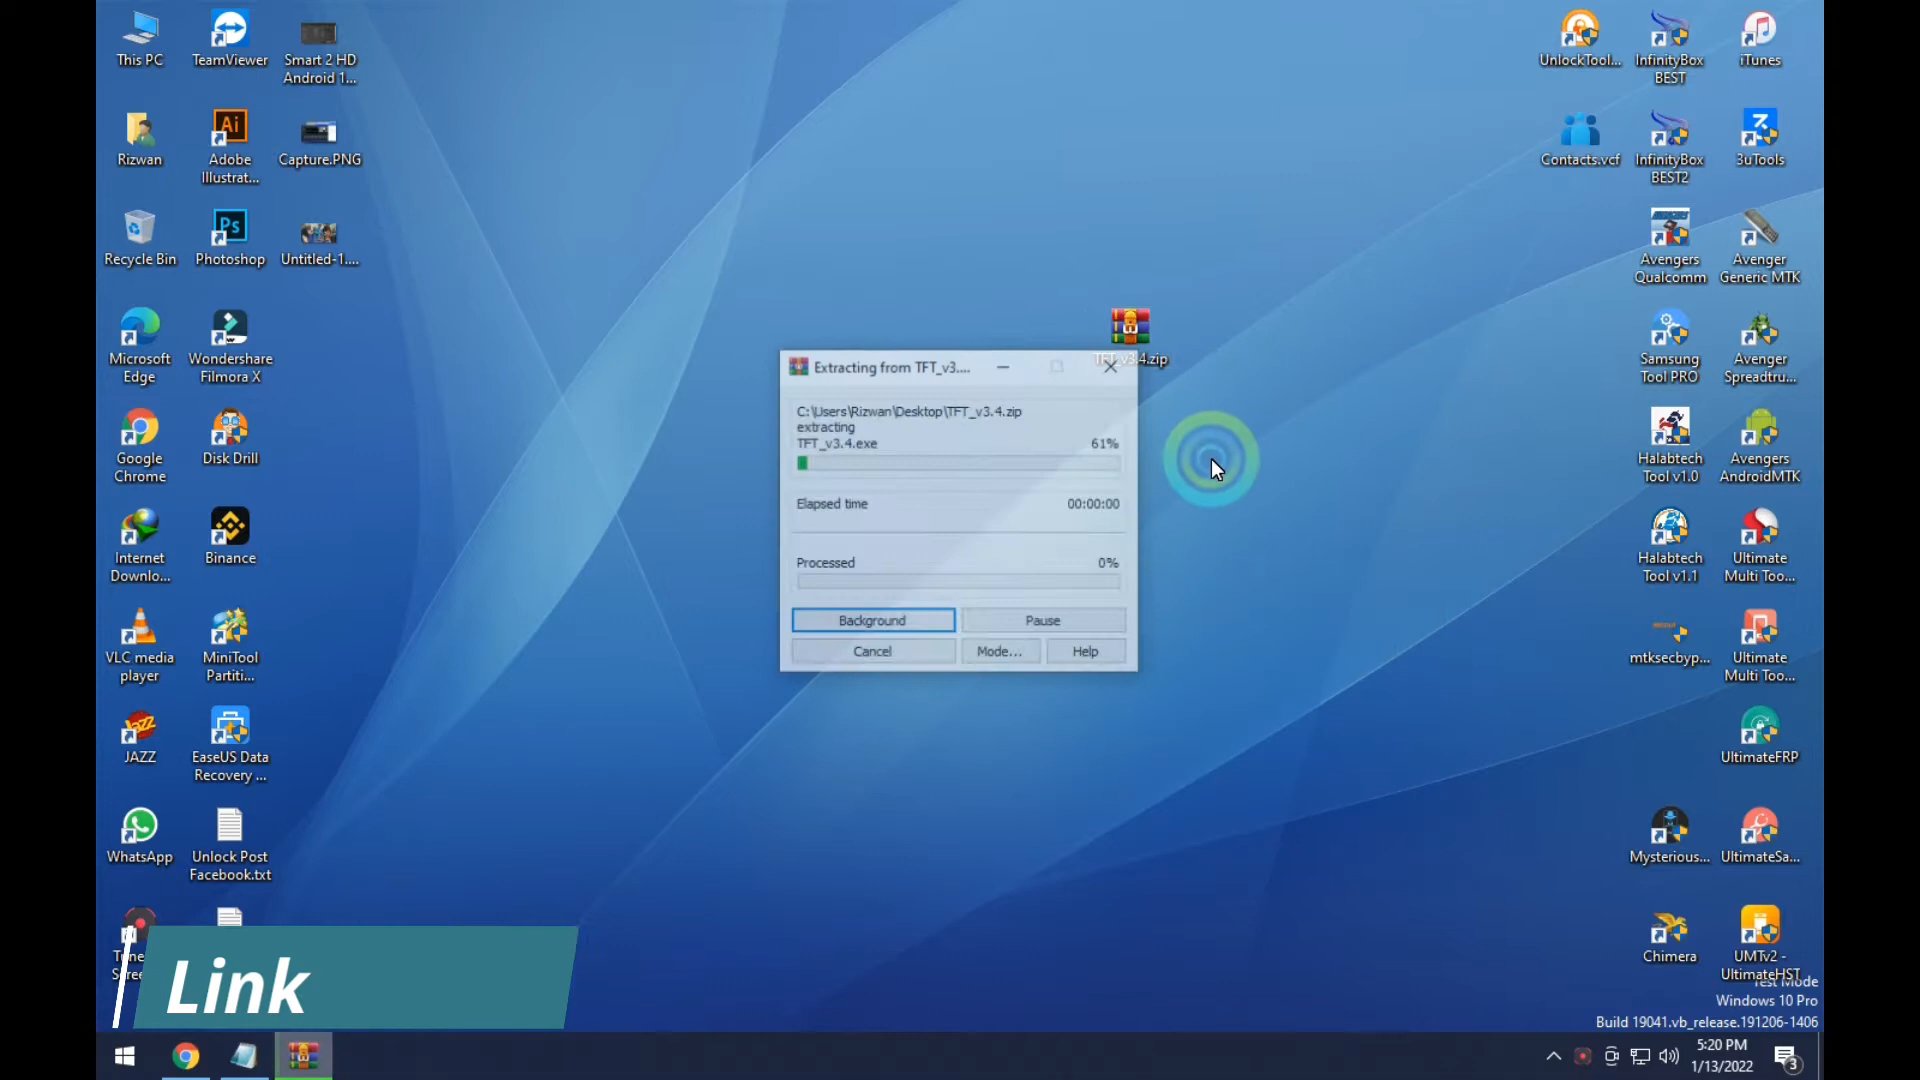 This PC
TeamViewer
Smart 2 HD
Android 1...
Rizwan
Adobe
Illustrat...
Capture.PNG
Recycle Bin
Photoshop
Untitled-1....
Microsoft
Edge
Wondershare
Filmora X
Google
Chrome
Disk Drill
Internet
Downlo...
Binance
VLC media
player
MiniTool
Partiti...
JAZZ
EaseUS Data
Recovery ...
WhatsApp
Unlock Post
Facebook.txt
Link
TFT_v3.4.zip
Extracting from TFT_v3....
C:\Users\Rizwan\Desktop\TFT_v3.4.zip
extracting
TFT_v3.4.exe 61%
Elapsed time 00:00:00
Processed 0%
Background Pause
Cancel Mode... Help
UnlockTool...
InfinityBox
BEST
iTunes
Contacts.vcf
InfinityBox
BEST2
3uTools
Avengers
Qualcomm
Avenger
Generic MTK
Samsung
Tool PRO
Avenger
Spreadtru...
Halabtech
Tool v1.0
Avengers
AndroidMTK
Halabtech
Tool v1.1
Ultimate
Multi Too...
mtksecbyp...
Ultimate
Multi Too...
UltimateFRP
Mysterious...
UltimateSa...
Chimera
UMTv2 -
UltimateHST
Test Mode
Windows 10 Pro
Build 19041.vb_release.191206-1406
5:20 PM
1/13/2022
3